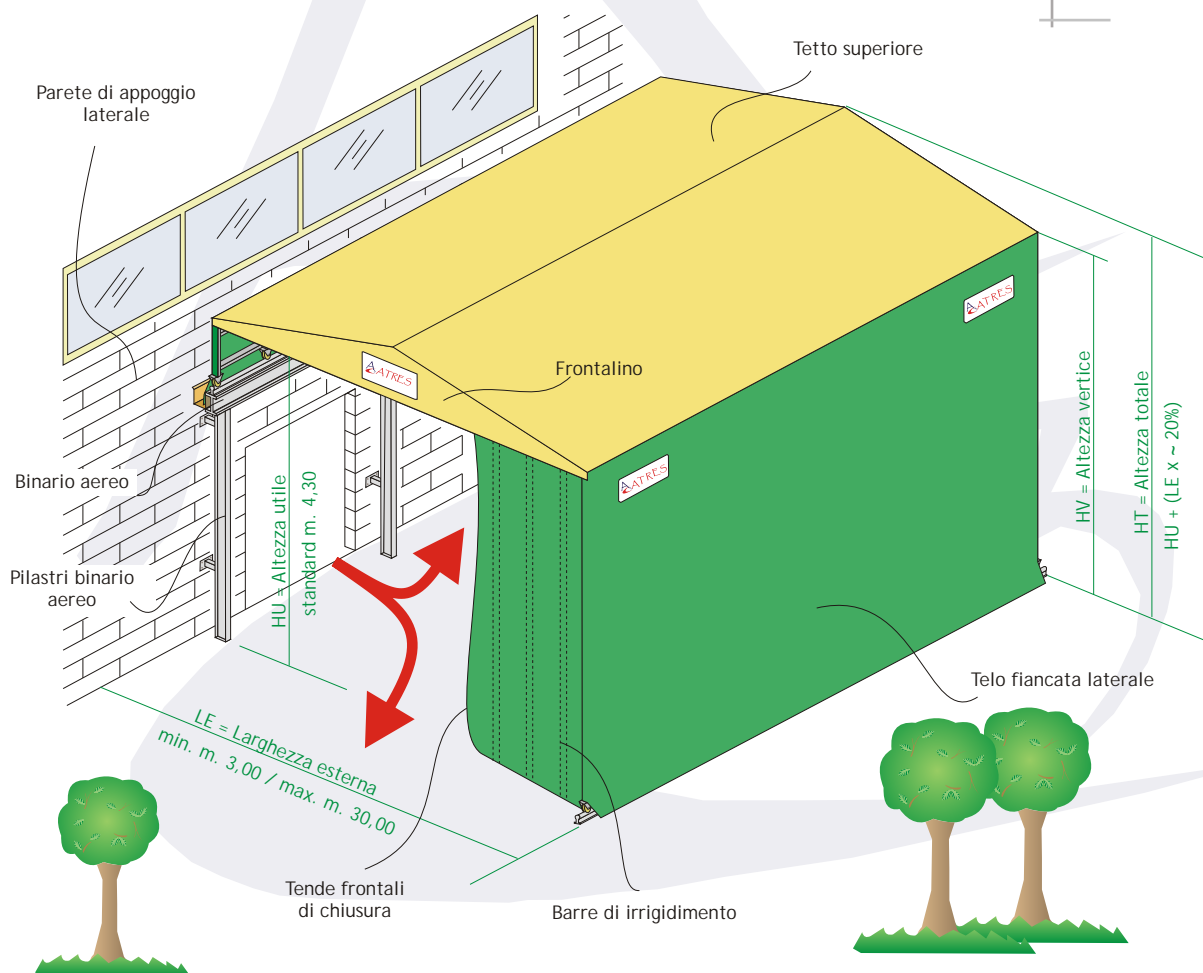 Tetto superiore
Parete di appoggio
laterale
ATRES
ATRES
Frontalino
ATRES
Binario aereo
HU = Altezza utile
standard m. 4,30
HV = Altezza vertice
HT = Altezza totale
HU + (LE x ~ 20%)
Pilastri binario
aereo
Telo fiancata laterale
LE = Larghezza esterna
min. m. 3,00 / max. m. 30,00
Tende frontali
di chiusura
Barre di irrigidimento